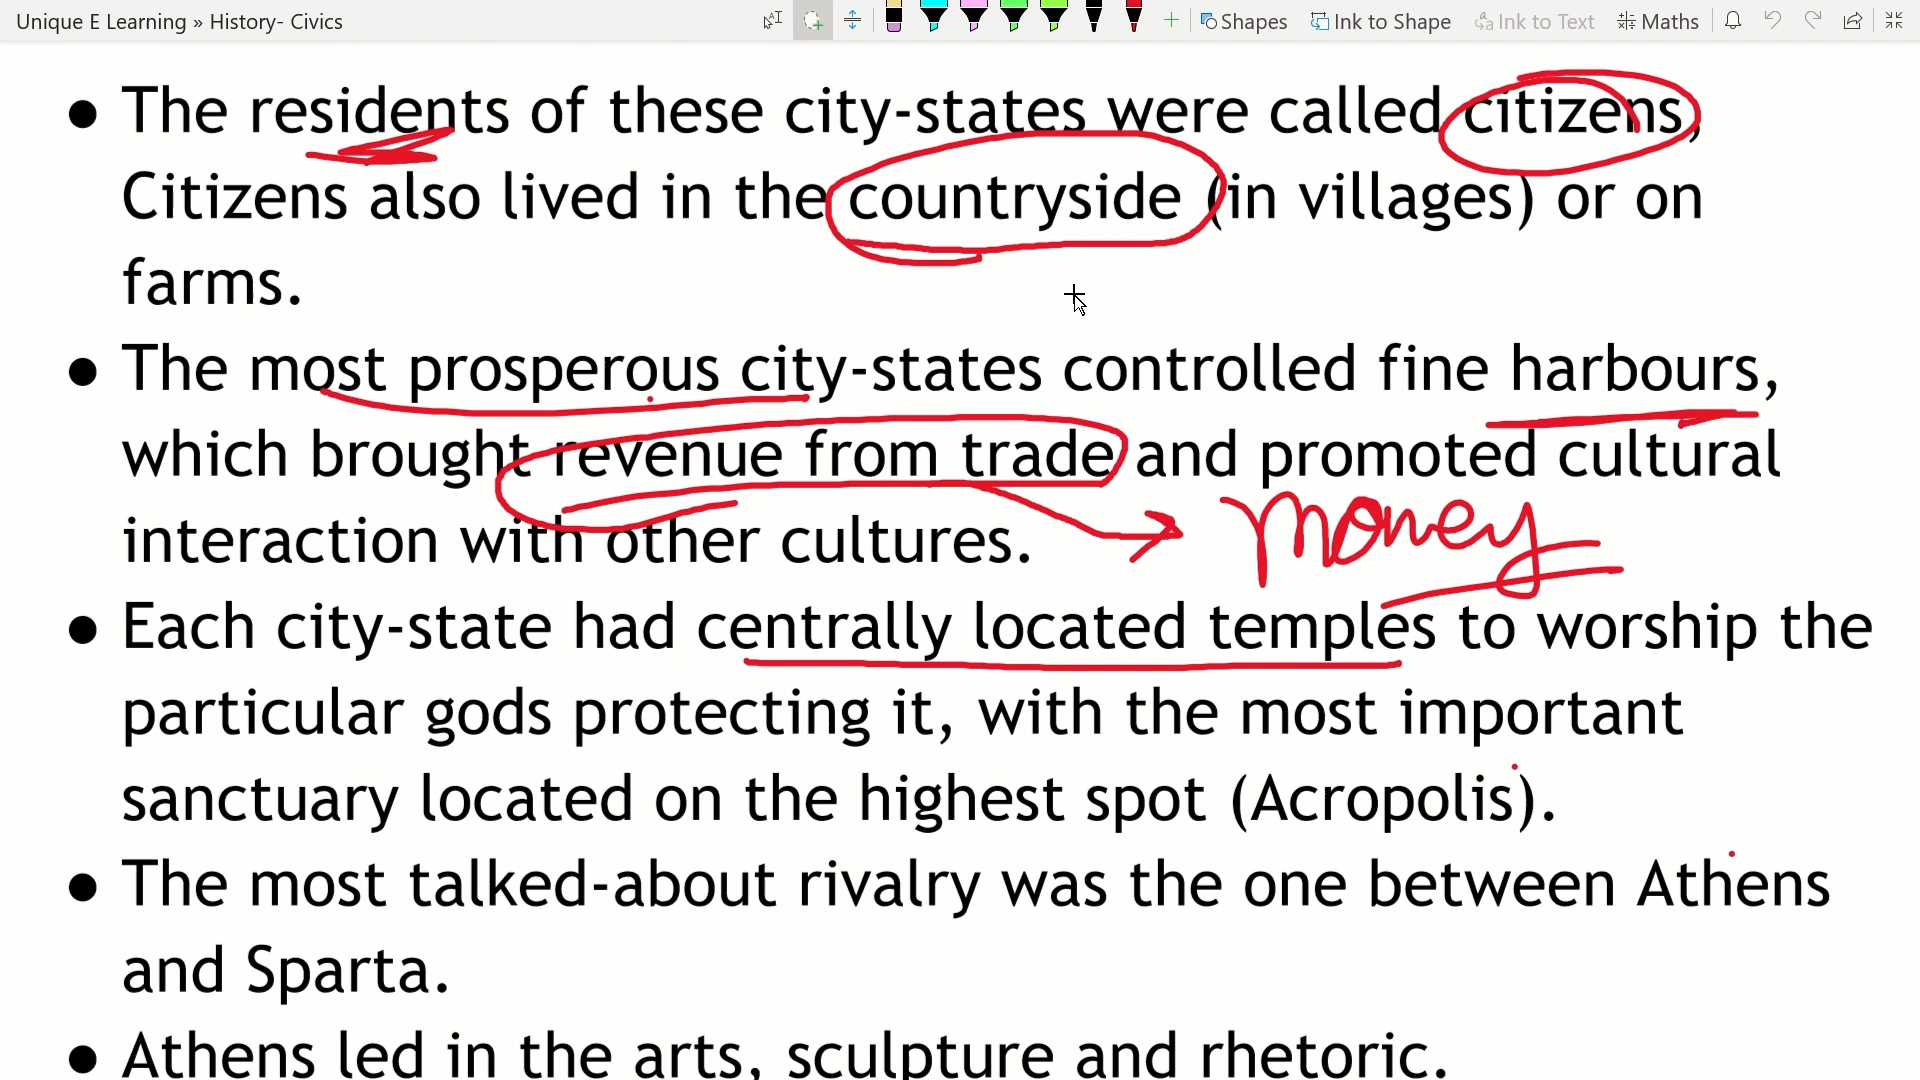 Unique E Learning » History- Civics
Shapes Ink to Shape Ink to Text Maths
● The residents of these city-states were called citizens,
Citizens also lived in the countryside (in villages) or on
farms.
● The most prosperous city-states controlled fine harbours,
which brought revenue from trade and promoted cultural
interaction with other cultures.
money
● Each city-state had centrally located temples to worship the
particular gods protecting it, with the most important
sanctuary located on the highest spot (Acropolis).
● The most talked-about rivalry was the one between Athens
and Sparta.
● Athens led in the arts, sculpture and rhetoric.